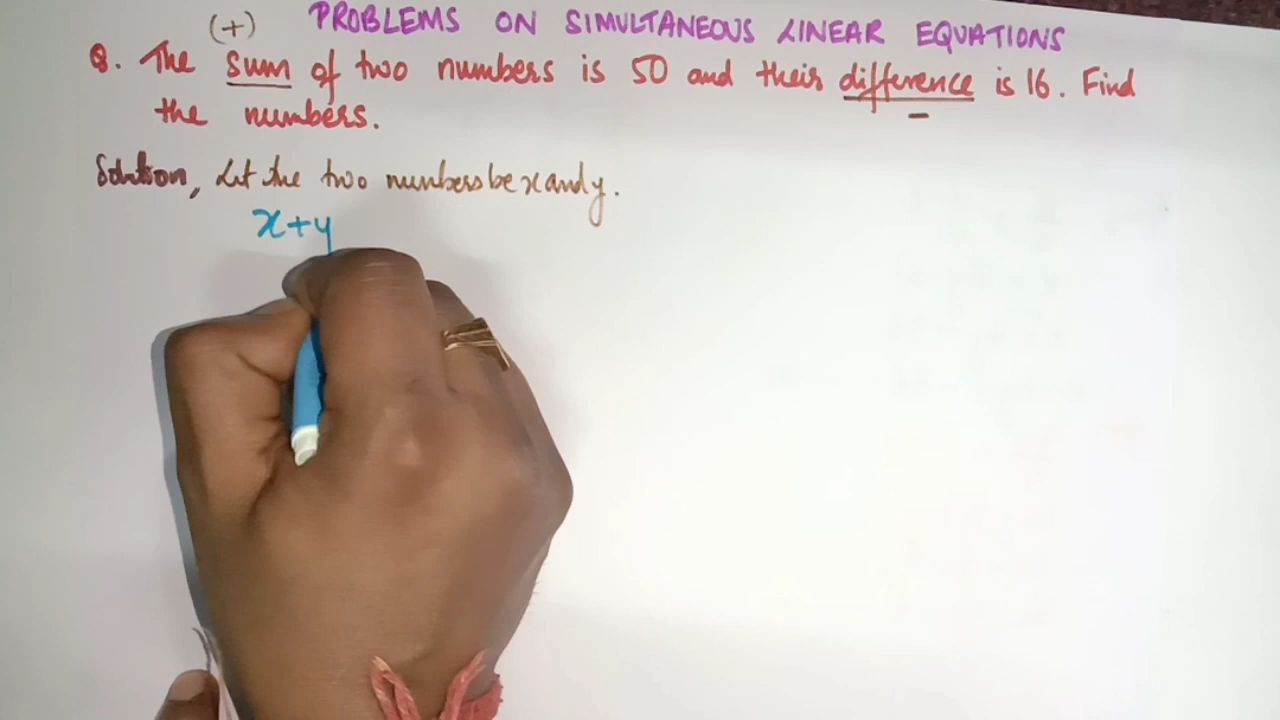 PROBLEMS ON SIMULTANEOUS LINEAR EQUATIONS
(+)
Q. The sum of two numbers is 50 and their difference is 16. Find
the numbers.
Solution, Let the two numbers be x and y.
x+y